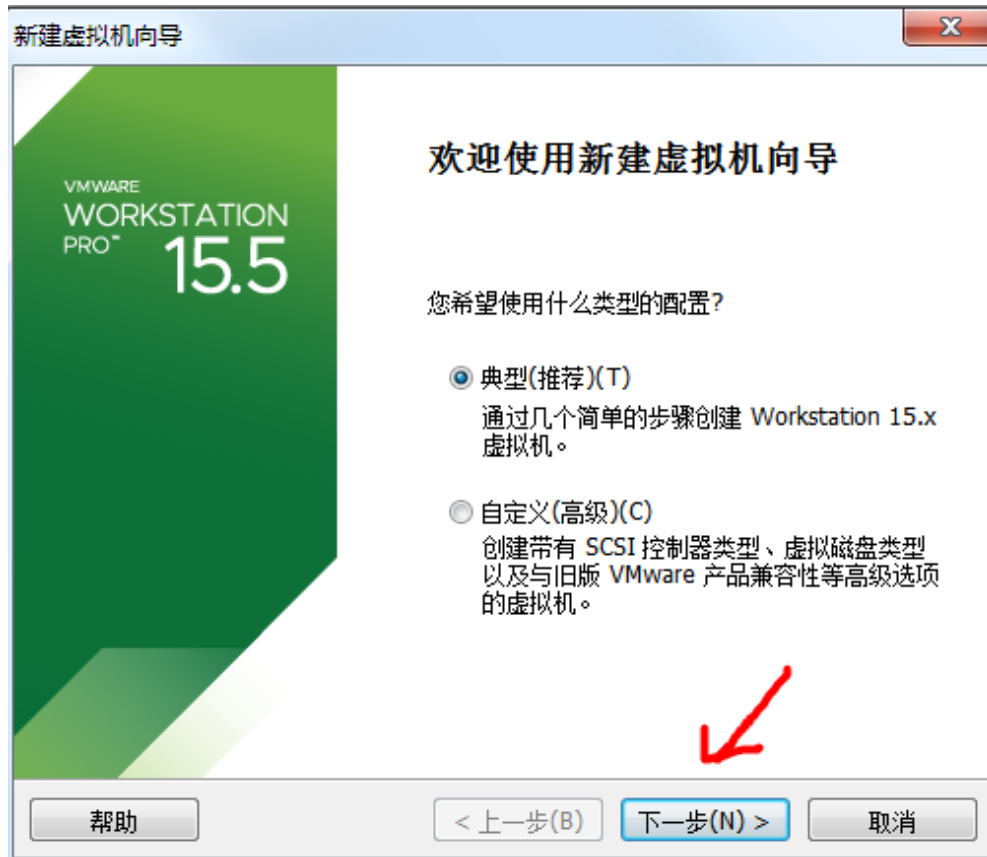 新建虚拟机向导
VMWARE
WORKSTATION
PRO™ 15.5
欢迎使用新建虚拟机向导
您希望使用什么类型的配置?
典型(推荐)(T)
通过几个简单的步骤创建 Workstation 15.x
虚拟机。
自定义(高级)(C)
创建带有 SCSI 控制器类型、虚拟磁盘类型
以及与旧版 VMware 产品兼容性等高级选项
的虚拟机。
帮助
< 上一步(B)
下一步(N) >
取消